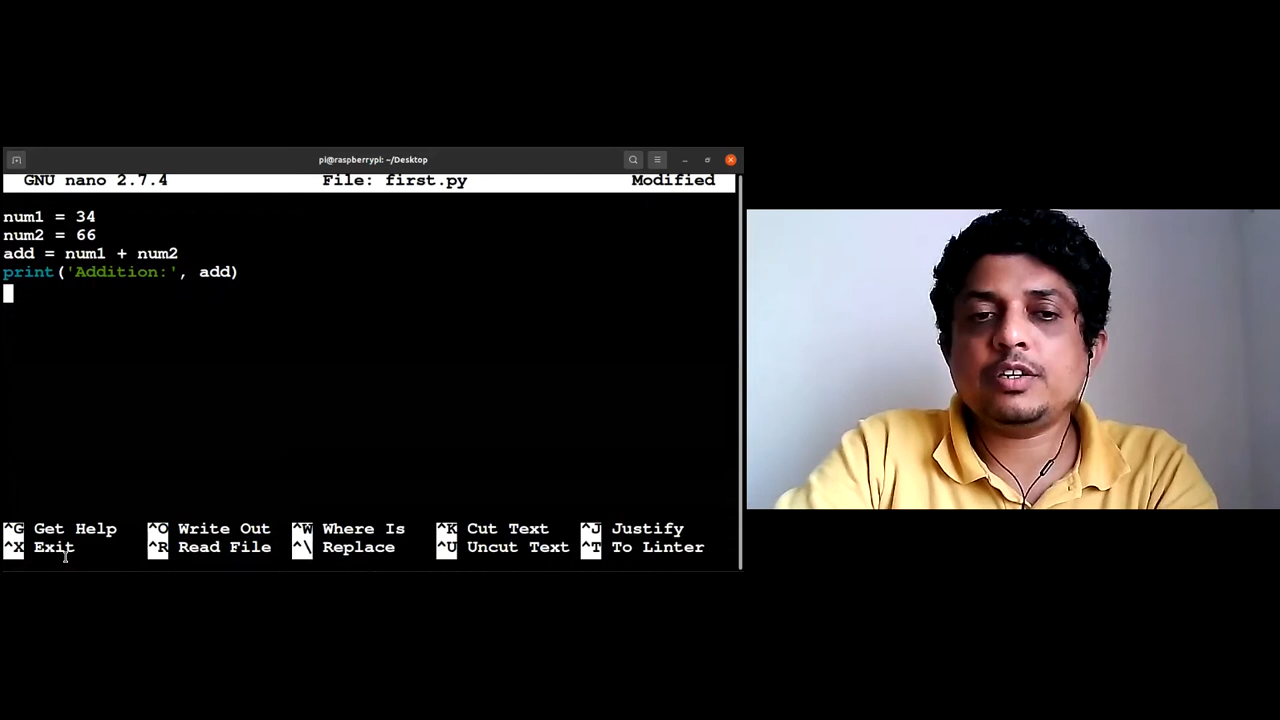 pi@raspberrypi: ~/Desktop
GNU nano 2.7.4 File: first.py Modified
num1 = 34
num2 = 66
add = num1 + num2
print('Addition:', add)
^G Get Help ^O Write Out ^W Where Is ^K Cut Text ^J Justify
^X Exit ^R Read File ^\ Replace ^U Uncut Text ^T To Linter